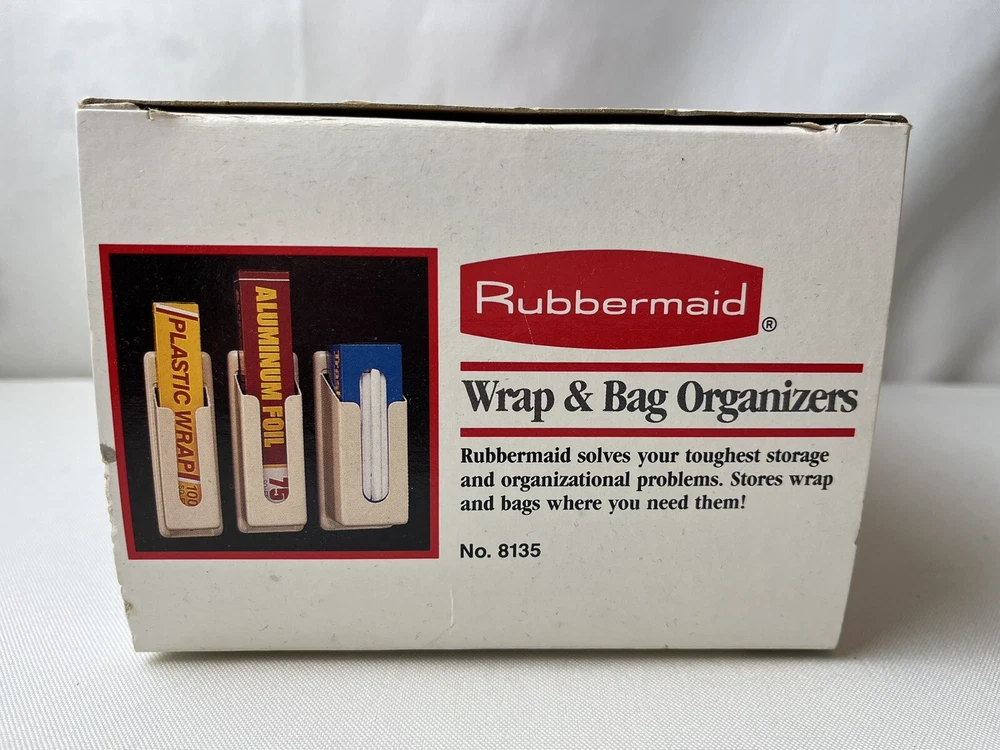 PLASTIC WRAP
100
ALUMINUM FOIL
75
Rubbermaid®
Wrap & Bag Organizers
Rubbermaid solves your toughest storage
and organizational problems. Stores wrap
and bags where you need them!
No. 8135